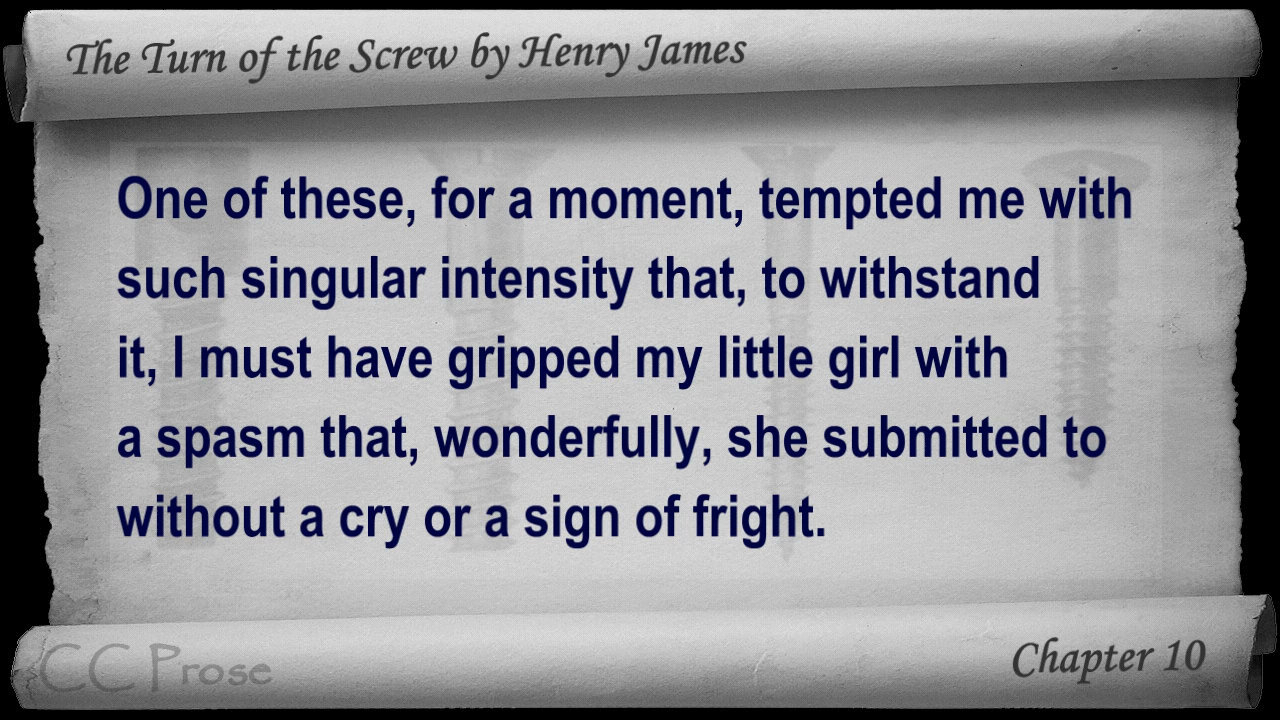 The Turn of the Screw by Henry James
One of these, for a moment, tempted me with
such singular intensity that, to withstand
it, I must have gripped my little girl with
a spasm that, wonderfully, she submitted to
without a cry or a sign of fright.
CC Prose
Chapter 10